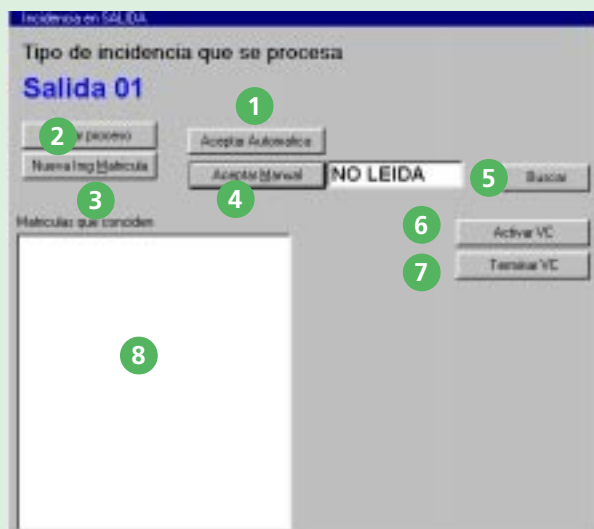 Incidencia en SALIDA
Tipo de incidencia que se procesa
Salida 01
1
2 proceso
Aceptar Automatica
Nueva Img Matricula
Aceptar Manual
NO LEIDA
5
Buscar
3
4
Matriculas que coinciden
6
Activar VC
7
Terminar VC
8